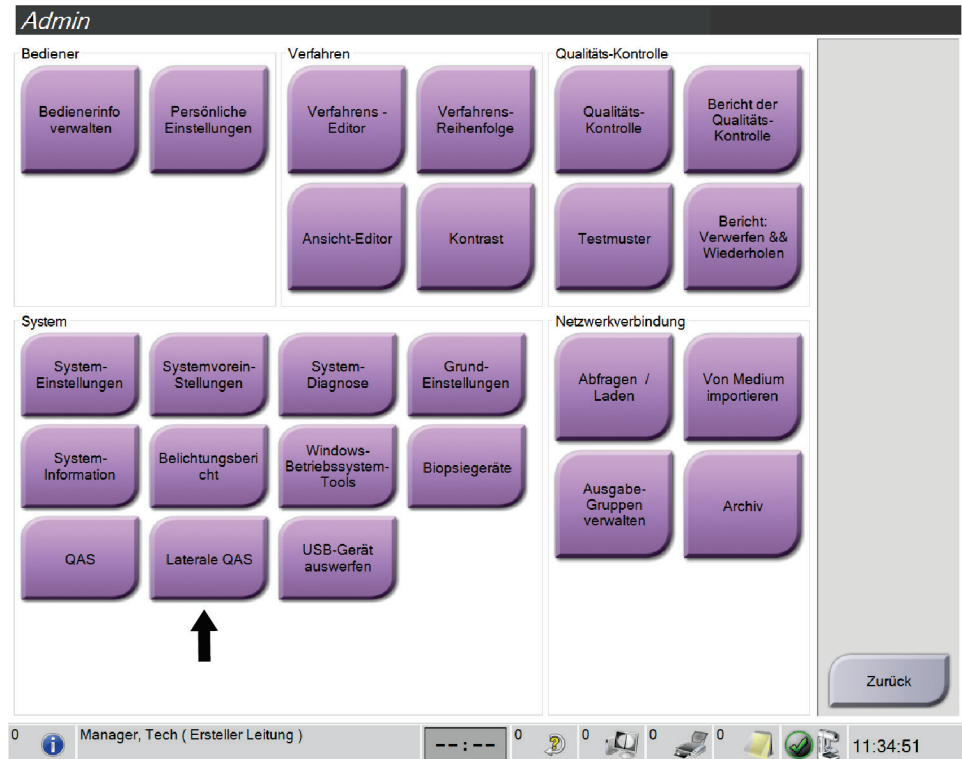 Admin
Bediener
Bedienerinfo
verwalten
Persönliche
Einstellungen
Verfahren
Verfahrens -
Editor
Verfahrens-
Reihenfolge
Ansicht-Editor
Kontrast
Qualitäts-Kontrolle
Qualitäts-
Kontrolle
Bericht der
Qualitäts-
Kontrolle
Testmuster
Bericht:
Verwerfen &&
Wiederholen
System
System-
Einstellungen
Systemvorein-
Stellungen
System-
Diagnose
Grund-
Einstellungen
System-
Information
Belichtungsberi
cht
Windows-
Betriebssystem-
Tools
Biopsiegeräte
QAS
Laterale QAS
USB-Gerät
auswerfen
Netzwerkverbindung
Abfragen /
Laden
Von Medium
importieren
Ausgabe-
Gruppen
verwalten
Archiv
Zurück
0 Manager, Tech ( Ersteller Leitung ) --:-- 0 0 0 0 11:34:51